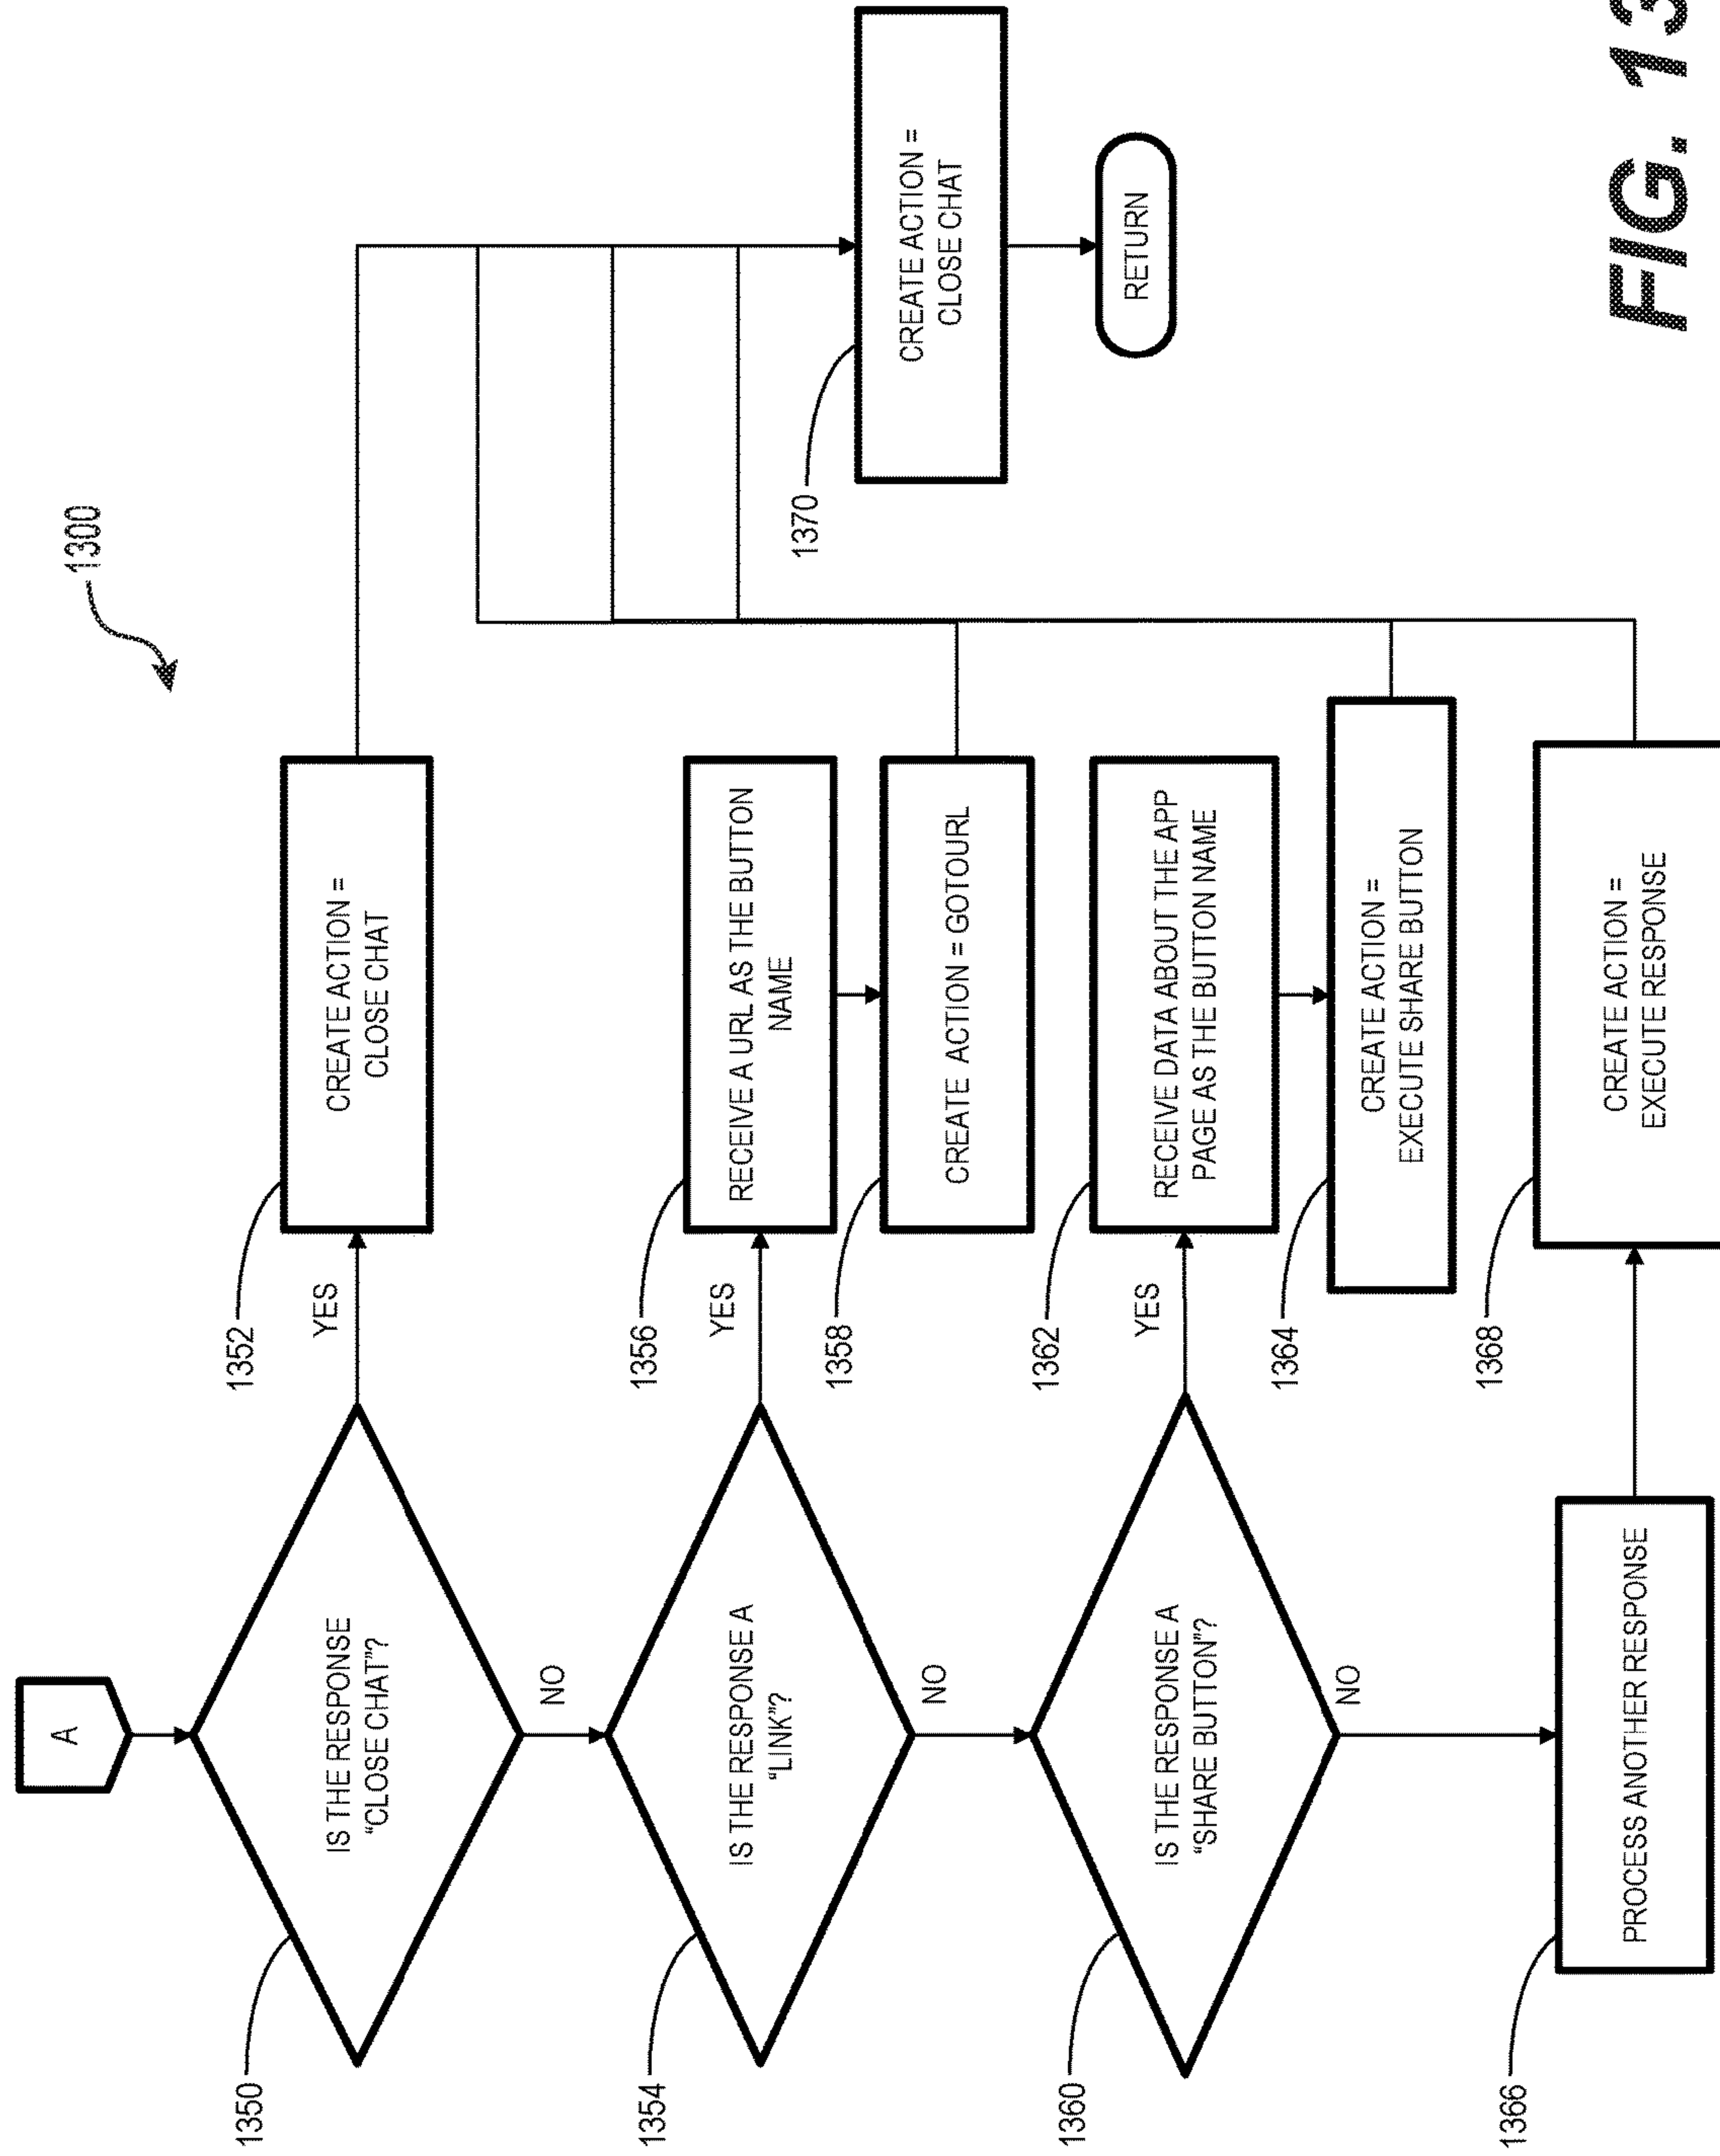 1300
A
1350
IS THE RESPONSE
“CLOSE CHAT”?
YES
1352
CREATE ACTION =
CLOSE CHAT
NO
1354
IS THE RESPONSE A
“LINK”?
YES
1356
RECEIVE A URL AS THE BUTTON
NAME
1358
CREATE ACTION = GOTOURL
NO
1360
IS THE RESPONSE A
“SHARE BUTTON”?
YES
1362
RECEIVE DATA ABOUT THE APP
PAGE AS THE BUTTON NAME
1364
CREATE ACTION =
EXECUTE SHARE BUTTON
NO
1366
PROCESS ANOTHER RESPONSE
1368
CREATE ACTION =
EXECUTE RESPONSE
1370
CREATE ACTION =
CLOSE CHAT
RETURN
FIG. 13